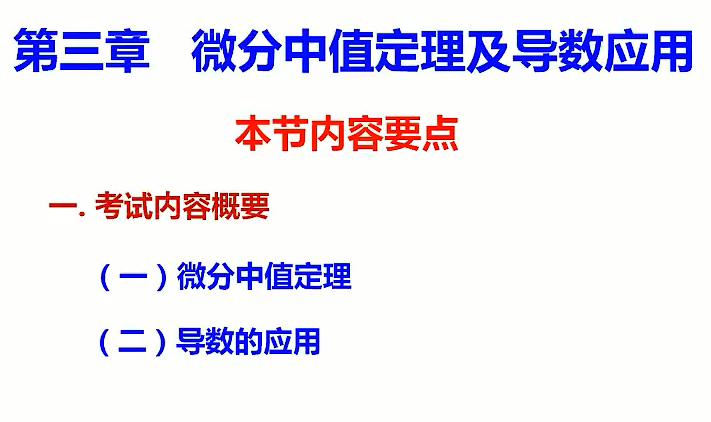 第三章 微分中值定理及导数应用
本节内容要点
一. 考试内容概要
（一）微分中值定理
（二）导数的应用